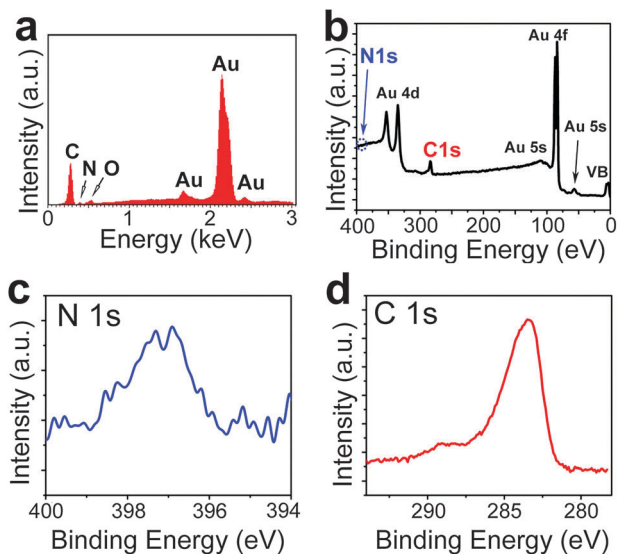 a
Intensity (a.u.)
C
N
O
Au
Au
Au
0
1
2
3
Energy (keV)
b
Intensity (a.u.)
N1s
Au 4d
C1s
Au 5s
Au 4f
Au 5s
VB
400
300
200
100
0
Binding Energy (eV)
c
N 1s
Intensity (a.u.)
400
398
396
394
Binding Energy (eV)
d
C 1s
Intensity (a.u.)
290
285
280
Binding Energy (eV)